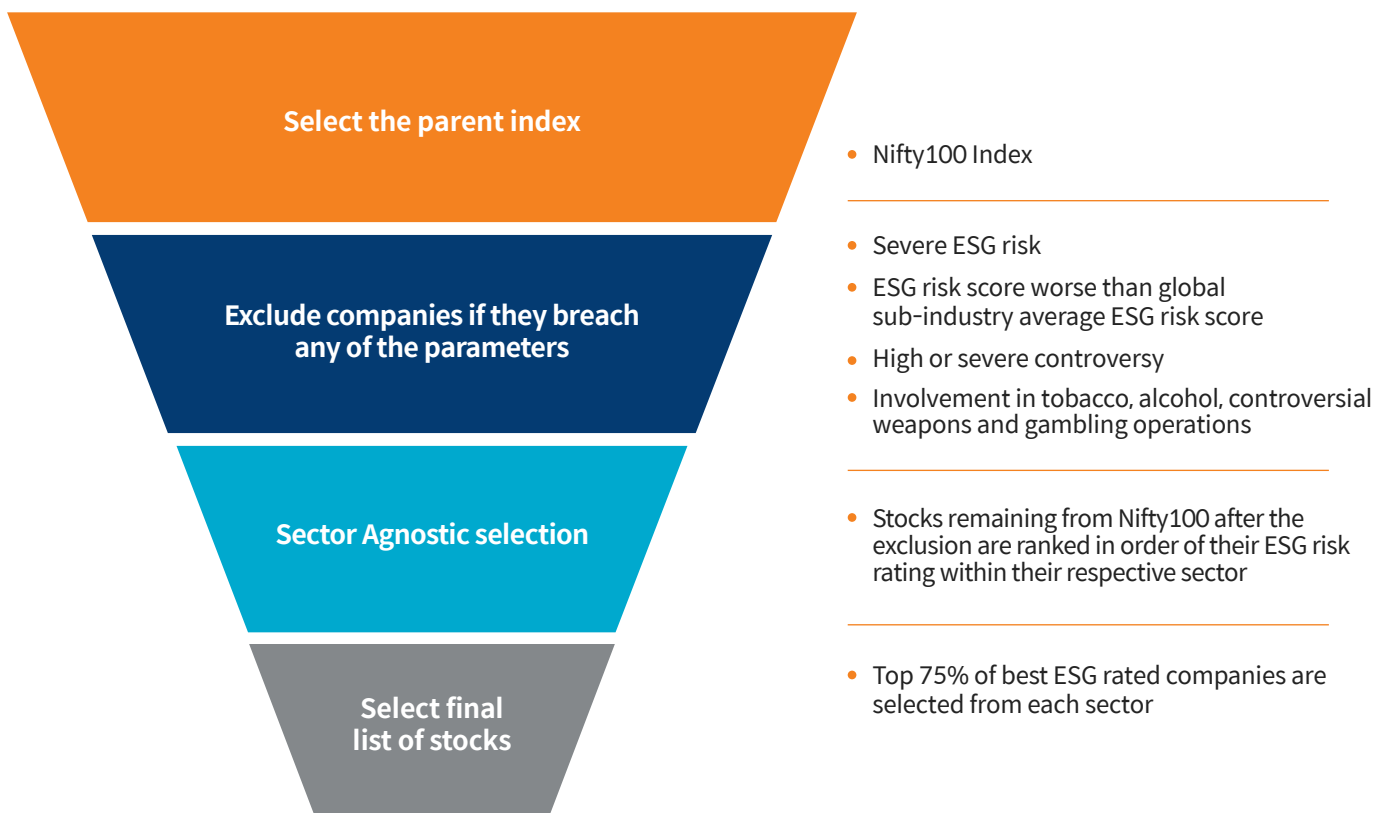 Select the parent index
• Nifty100 Index
Exclude companies if they breach
any of the parameters
• Severe ESG risk
• ESG risk score worse than global
sub-industry average ESG risk score
• High or severe controversy
• Involvement in tobacco, alcohol, controversial
weapons and gambling operations
Sector Agnostic selection
• Stocks remaining from Nifty100 after the
exclusion are ranked in order of their ESG risk
rating within their respective sector
Select final
list of stocks
• Top 75% of best ESG rated companies are
selected from each sector